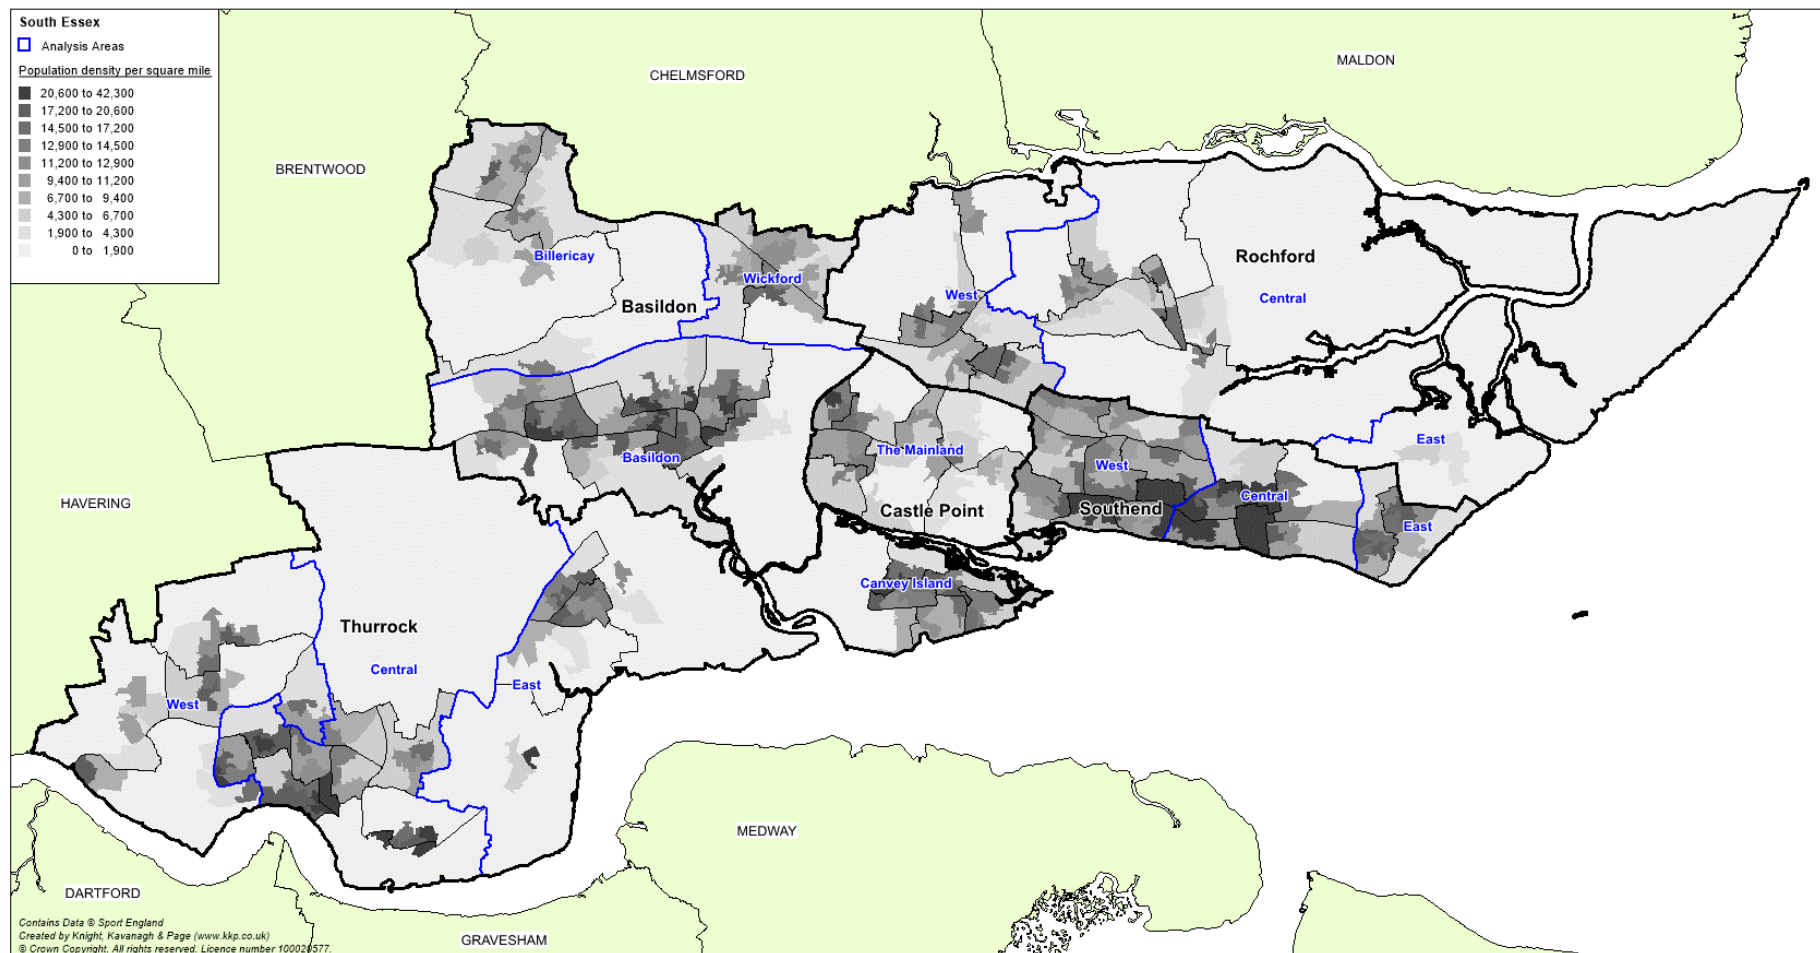 South Essex
Analysis Areas
Population density per square mile
20,600 to 42,300
17,200 to 20,600
14,500 to 17,200
12,900 to 14,500
11,200 to 12,900
9,400 to 11,200
6,700 to 9,400
4,300 to 6,700
1,900 to 4,300
0 to 1,900
MALDON
CHELMSFORD
BRENTWOOD
Billericay
Rochford
Wickford
West
Central
Basildon
The Mainland
East
Basildon
West
Central
HAVERING
Castle Point
Southend
East
Canvey Island
Thurrock
Central
East
West
MEDWAY
DARTFORD
GRAVESHAM
Contains Data © Sport England
Created by Knight, Kavanagh & Page (www.kkp.co.uk)
© Crown Copyright. All rights reserved. Licence number 100020577.